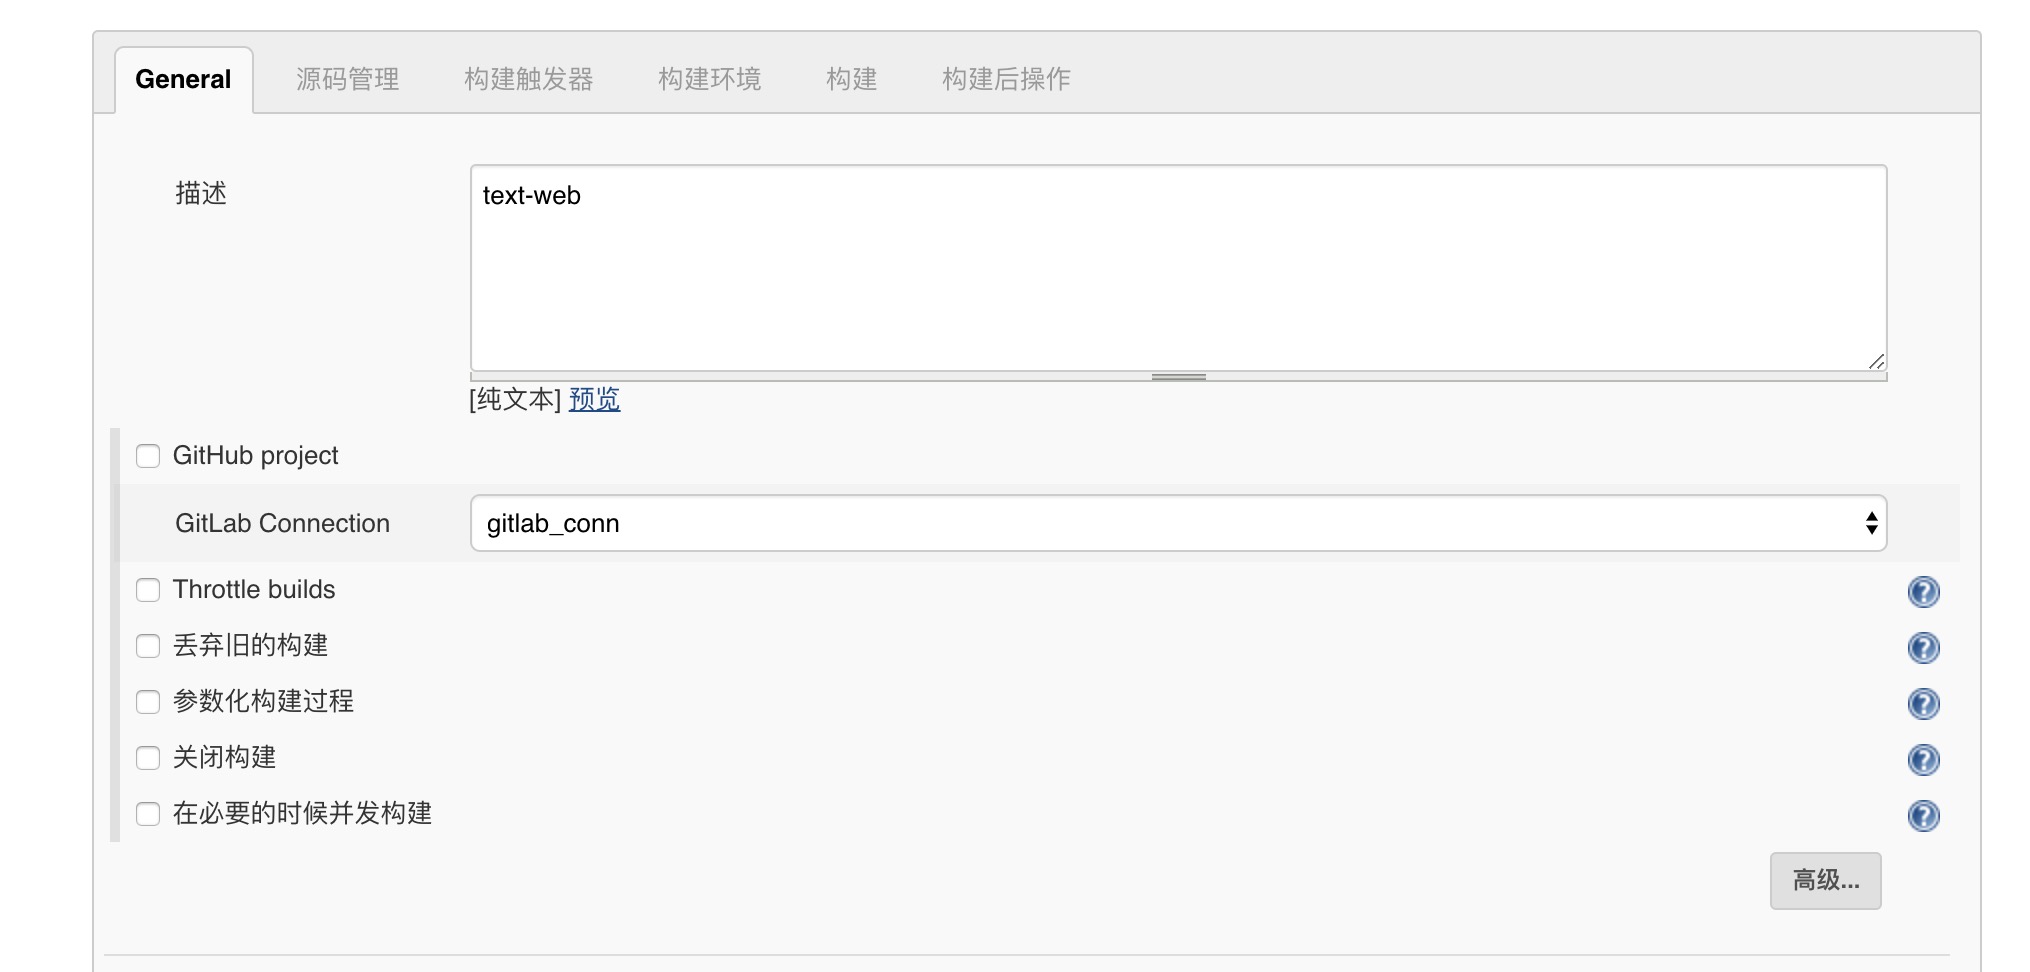 General 源码管理 构建触发器 构建环境 构建 构建后操作
描述 text-web
[纯文本] 预览
GitHub project
GitLab Connection gitlab_conn
Throttle builds
丢弃旧的构建
参数化构建过程
关闭构建
在必要的时候并发构建
高级...